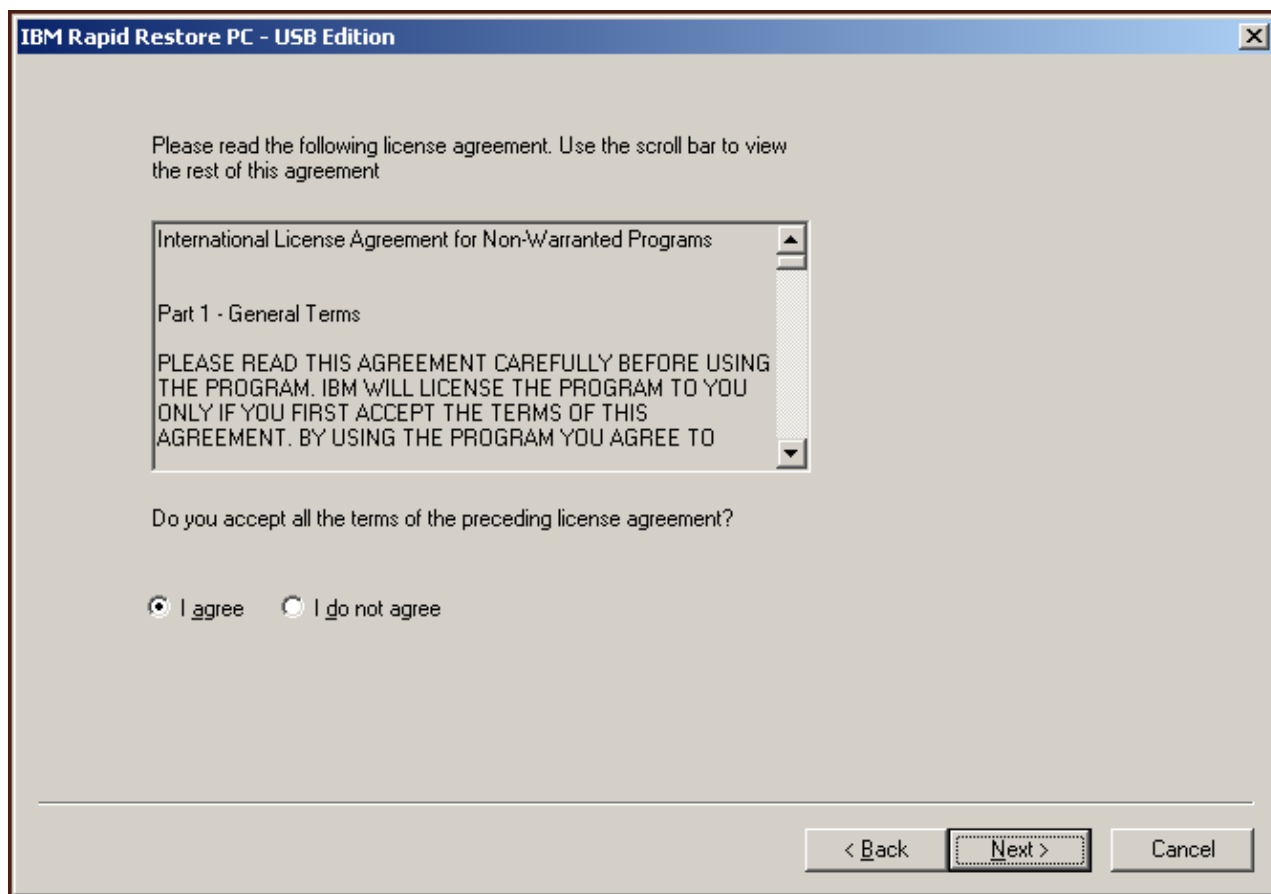 IBM Rapid Restore PC - USB Edition
Please read the following license agreement. Use the scroll bar to view
the rest of this agreement
International License Agreement for Non-Warranted Programs
Part 1 - General Terms
PLEASE READ THIS AGREEMENT CAREFULLY BEFORE USING
THE PROGRAM. IBM WILL LICENSE THE PROGRAM TO YOU
ONLY IF YOU FIRST ACCEPT THE TERMS OF THIS
AGREEMENT. BY USING THE PROGRAM YOU AGREE TO
Do you accept all the terms of the preceding license agreement?
I agree I do not agree
< Back Next > Cancel